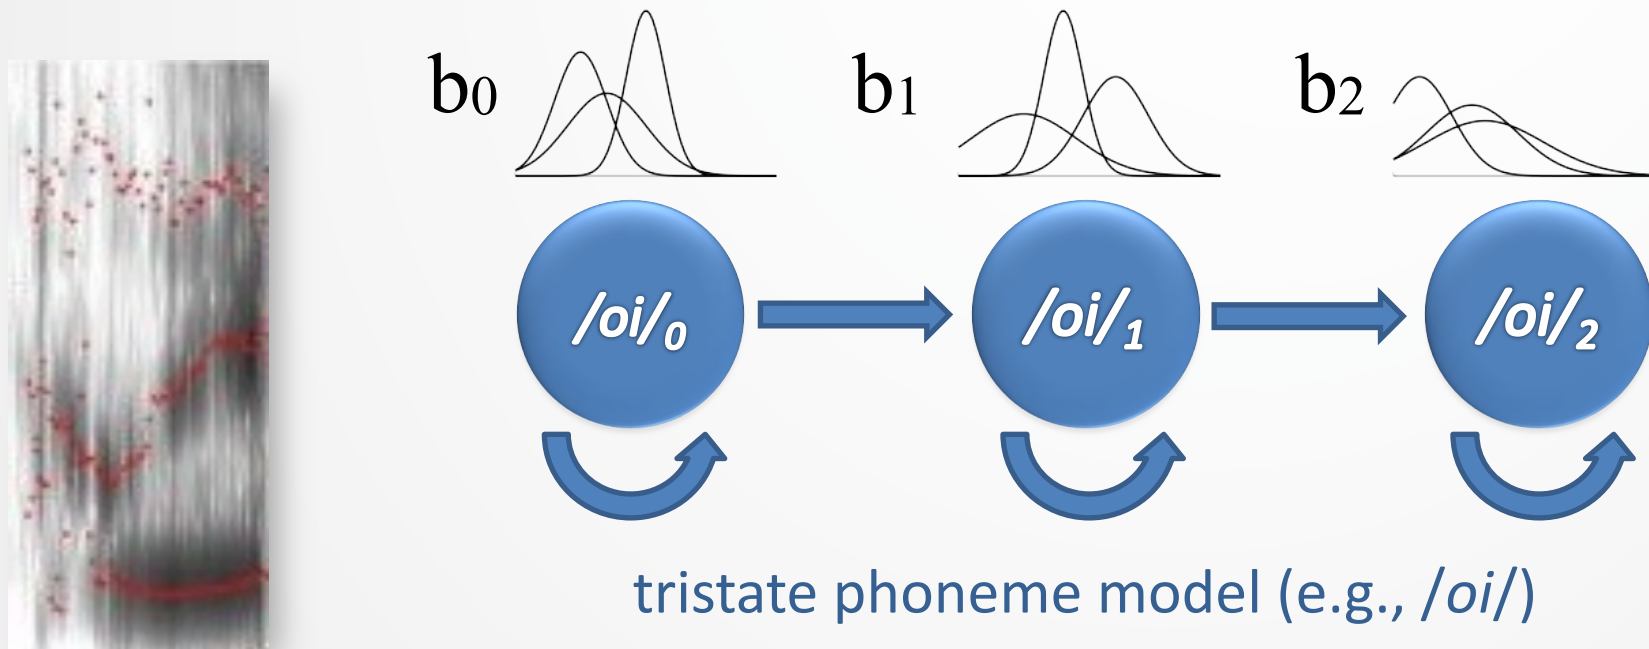 b0 b1 b2
/oi/0 /oi/1 /oi/2
tristate phoneme model (e.g., /oi/)